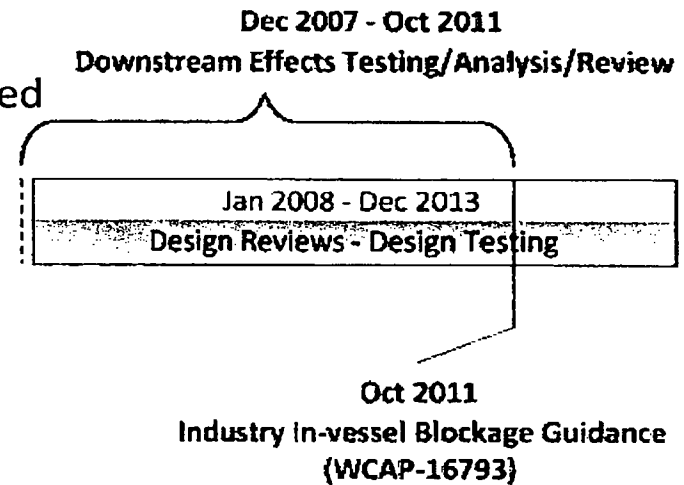 Dec 2007 - Oct 2011
Downstream Effects Testing/Analysis/Review
ed
Jan 2008 - Dec 2013
Design Reviews - Design Testing
Oct 2011
Industry In-vessel Blockage Guidance
(WCAP-16793)